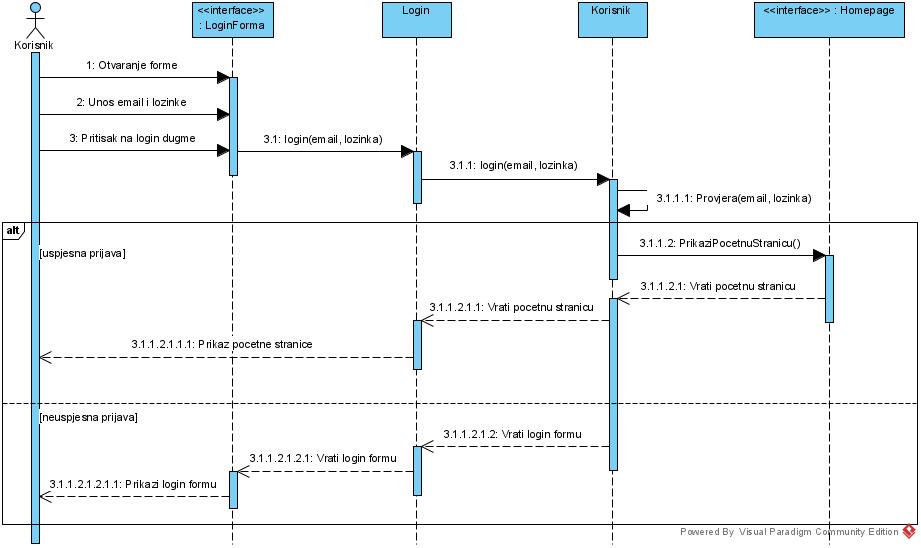 <<interface>>
: LoginForma
Login
Korisnik
<<interface>> : Homepage
Korisnik
1: Otvaranje forme
2: Unos email i lozinke
3: Pritisak na login dugme
3.1: login(email, lozinka)
3.1.1: login(email, lozinka)
3.1.1.1: Provjera(email, lozinka)
alt
[uspjesna prijava]
3.1.1.2: PrikaziPocetnuStranicu()
3.1.1.2.1: Vrati pocetnu stranicu
3.1.1.2.1.1: Vrati pocetnu stranicu
3.1.1.2.1.1.1: Prikaz pocetne stranice
[neuspjesna prijava]
3.1.1.2.1.2: Vrati login formu
3.1.1.2.1.2.1: Vrati login formu
3.1.1.2.1.2.1.1: Prikazi login formu
Powered By Visual Paradigm Community Edition